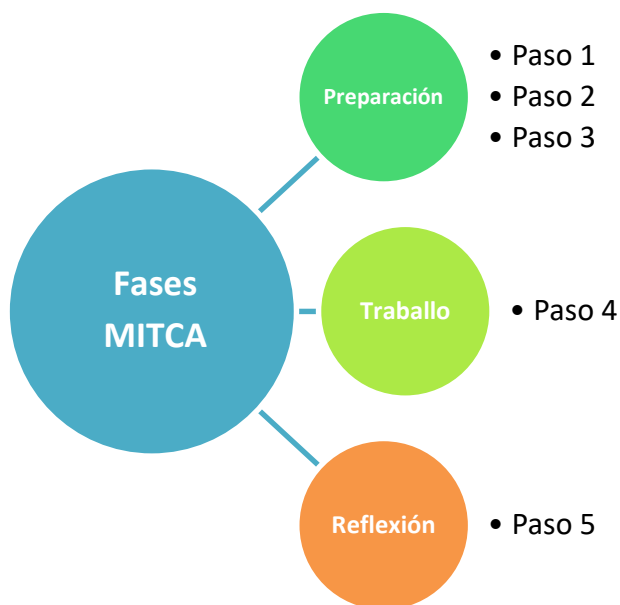 Fases
MITCA
Preparación
• Paso 1
• Paso 2
• Paso 3
Traballo
• Paso 4
Reflexión
• Paso 5